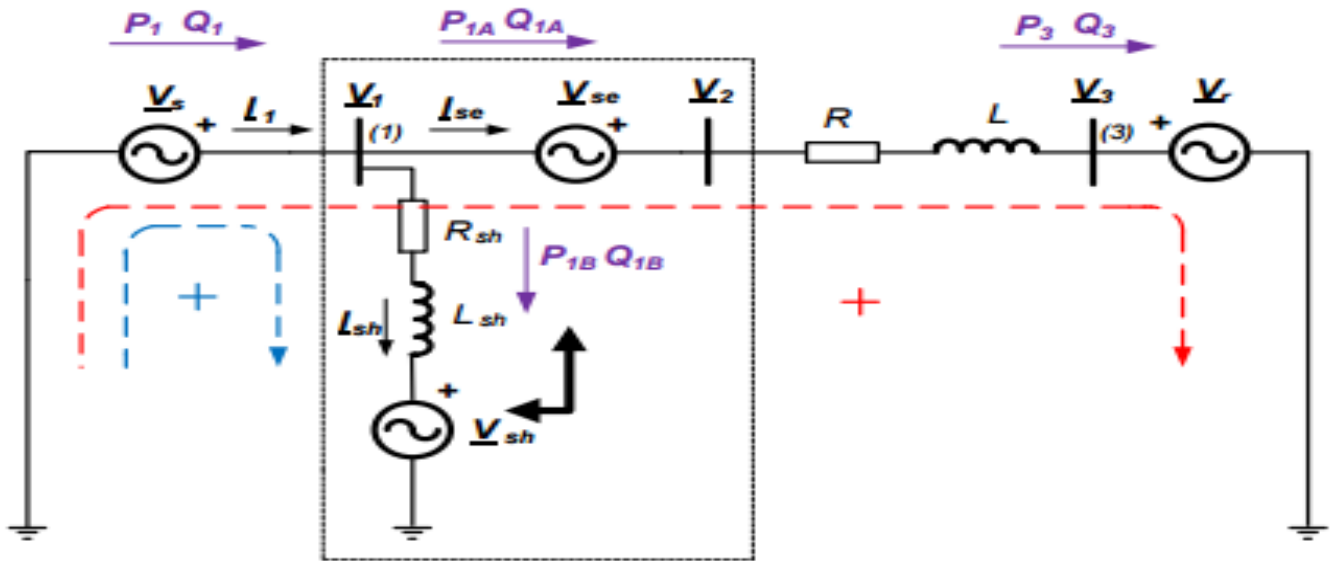 P1 Q1
P1A Q1A
P3 Q3
Vs
I1
V1
(1)
Ise
Vse
V2
R
L
V3
(3)
Vr
+
+
+
Rsh
P1B Q1B
+
+
Ish
Lsh
+
Vsh